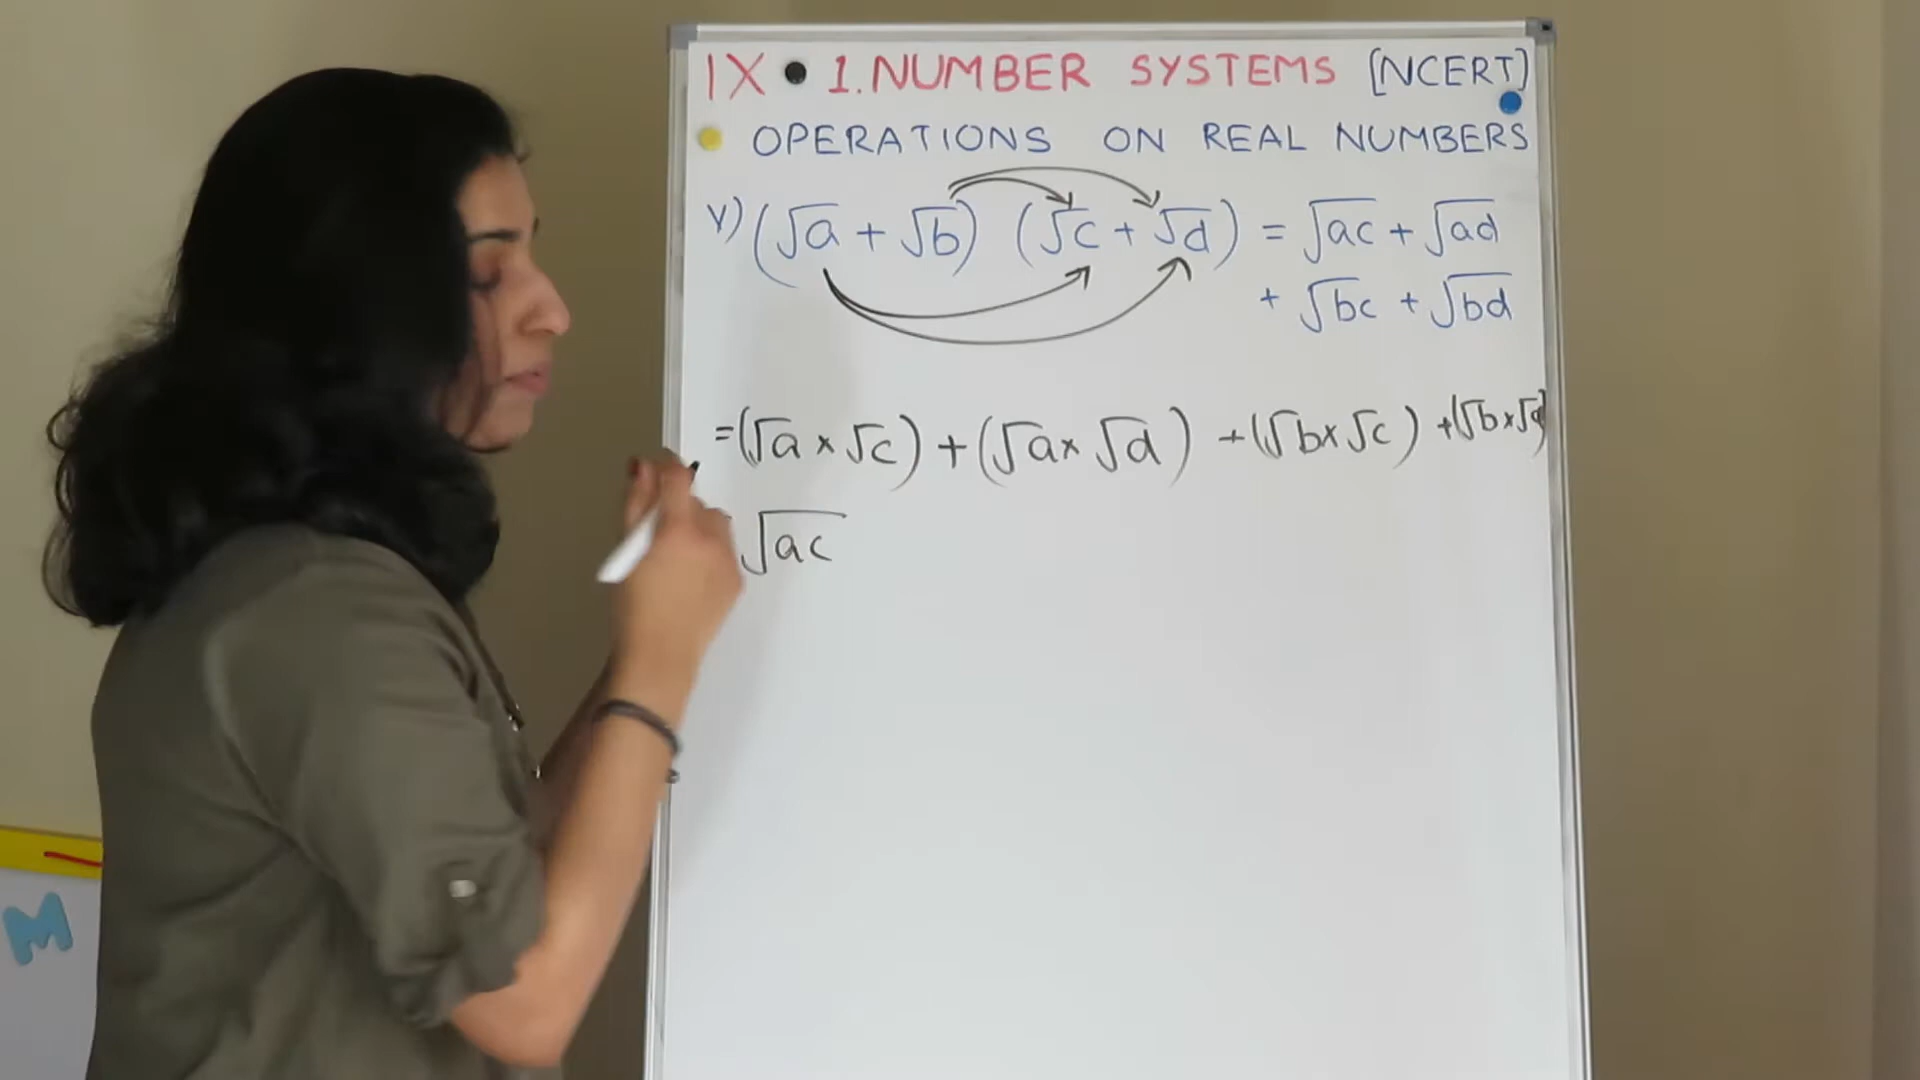 IX • 1. NUMBER SYSTEMS [NCERT]
• OPERATIONS ON REAL NUMBERS
V) (√a + √b) (√c + √d) = √ac + √ad
+ √bc + √bd
= (√a × √c) + (√a × √d) + (√b × √c) + (√b × √d)
√ac
M